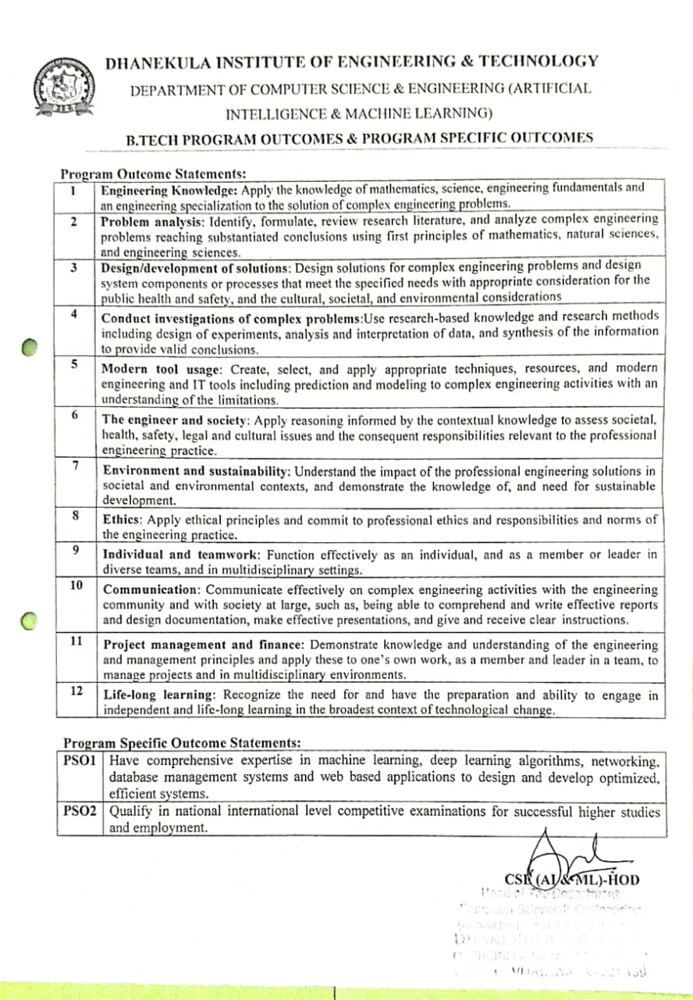 DHANEKULA INSTITUTE OF ENGINEERING & TECHNOLOGY
DEPARTMENT OF COMPUTER SCIENCE & ENGINEERING (ARTIFICIAL
INTELLIGENCE & MACHINE LEARNING)
B.TECH PROGRAM OUTCOMES & PROGRAM SPECIFIC OUTCOMES
Program Outcome Statements:
1 Engineering Knowledge: Apply the knowledge of mathematics, science, engineering fundamentals and
an engineering specialization to the solution of complex engineering problems.
2 Problem analysis: Identify, formulate, review research literature, and analyze complex engineering
problems reaching substantiated conclusions using first principles of mathematics, natural sciences,
and engineering sciences.
3 Design/development of solutions: Design solutions for complex engineering problems and design
system components or processes that meet the specified needs with appropriate consideration for the
public health and safety, and the cultural, societal, and environmental considerations
4 Conduct investigations of complex problems:Use research-based knowledge and research methods
including design of experiments, analysis and interpretation of data, and synthesis of the information
to provide valid conclusions.
5 Modern tool usage: Create, select, and apply appropriate techniques, resources, and modern
engineering and IT tools including prediction and modeling to complex engineering activities with an
understanding of the limitations.
6 The engineer and society: Apply reasoning informed by the contextual knowledge to assess societal,
health, safety, legal and cultural issues and the consequent responsibilities relevant to the professional
engineering practice.
7 Environment and sustainability: Understand the impact of the professional engineering solutions in
societal and environmental contexts, and demonstrate the knowledge of, and need for sustainable
development.
8 Ethics: Apply ethical principles and commit to professional ethics and responsibilities and norms of
the engineering practice.
9 Individual and teamwork: Function effectively as an individual, and as a member or leader in
diverse teams, and in multidisciplinary settings.
10 Communication: Communicate effectively on complex engineering activities with the engineering
community and with society at large, such as, being able to comprehend and write effective reports
and design documentation, make effective presentations, and give and receive clear instructions.
11 Project management and finance: Demonstrate knowledge and understanding of the engineering
and management principles and apply these to one's own work, as a member and leader in a team, to
manage projects and in multidisciplinary environments.
12 Life-long learning: Recognize the need for and have the preparation and ability to engage in
independent and life-long learning in the broadest context of technological change.
Program Specific Outcome Statements:
PSO1 Have comprehensive expertise in machine learning, deep learning algorithms, networking,
database management systems and web based applications to design and develop optimized,
efficient systems.
PSO2 Qualify in national international level competitive examinations for successful higher studies
and employment.
CSE (AI & ML)-HOD
Head of The Department
Computer Science & Engineering
DHANEKULA